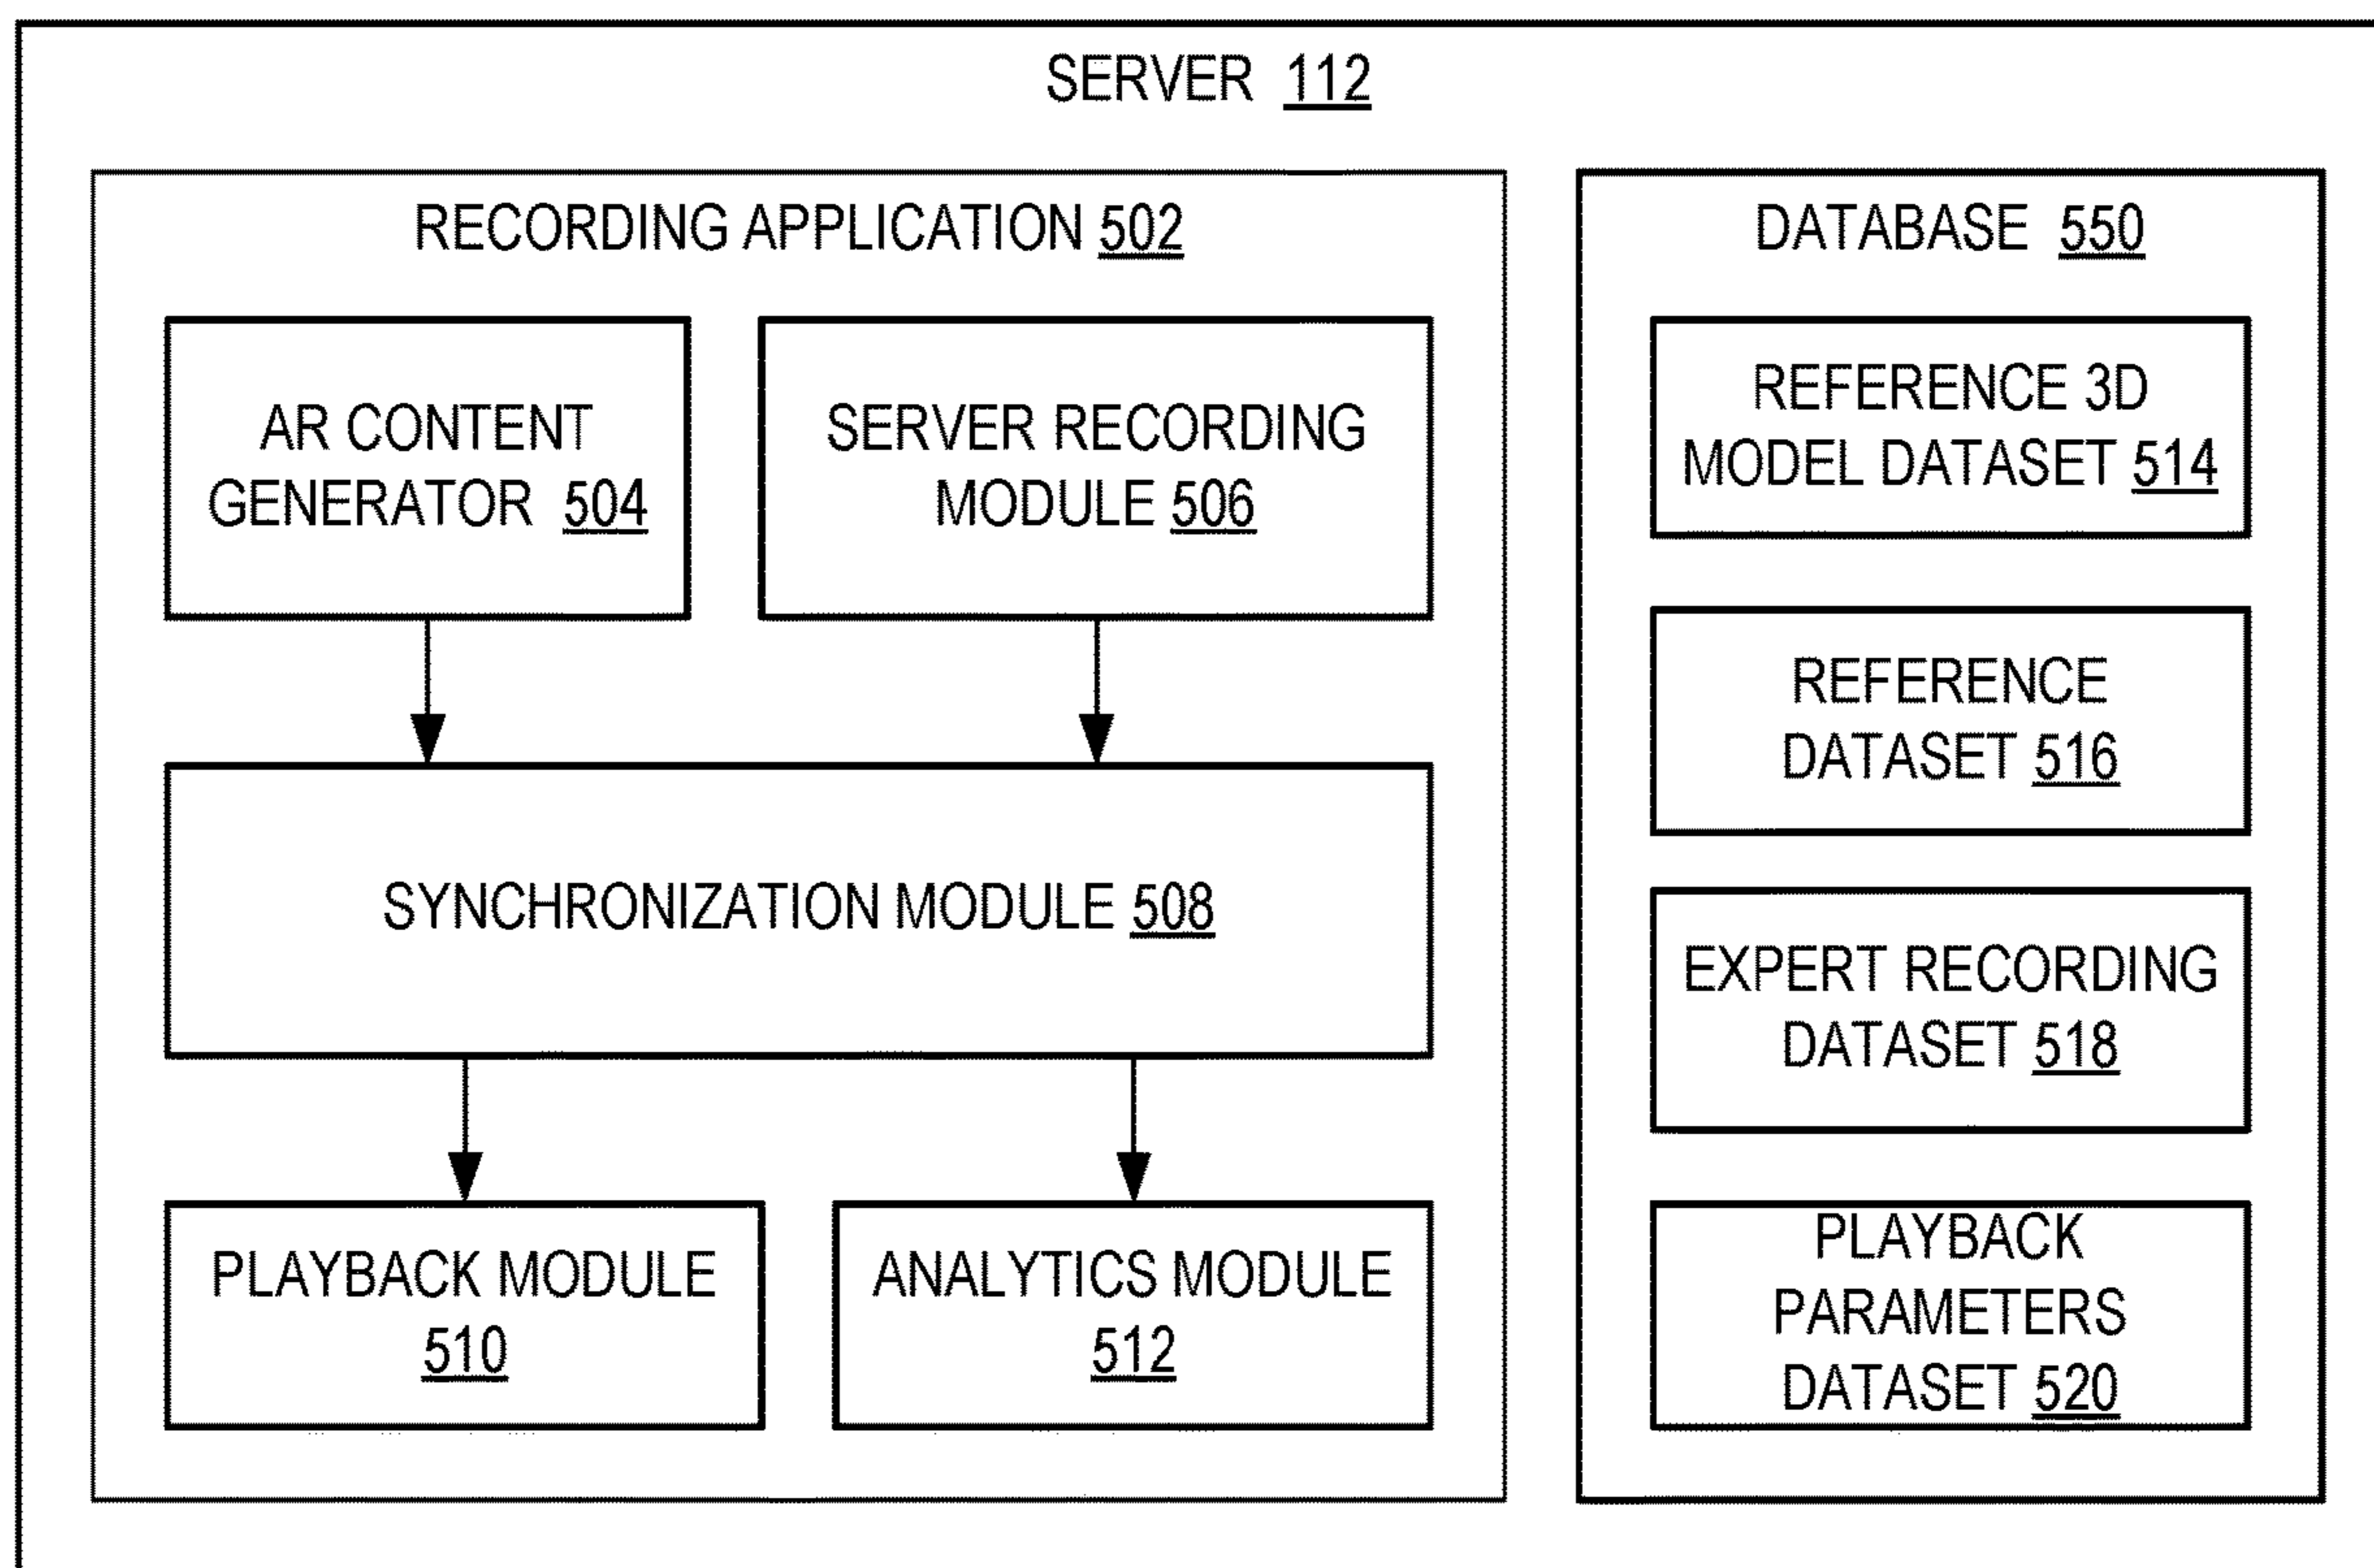 SERVER 112
RECORDING APPLICATION 502
AR CONTENT
GENERATOR 504
SERVER RECORDING
MODULE 506
SYNCHRONIZATION MODULE 508
PLAYBACK MODULE
510
ANALYTICS MODULE
512
DATABASE 550
REFERENCE 3D
MODEL DATASET 514
REFERENCE
DATASET 516
EXPERT RECORDING
DATASET 518
PLAYBACK
PARAMETERS
DATASET 520